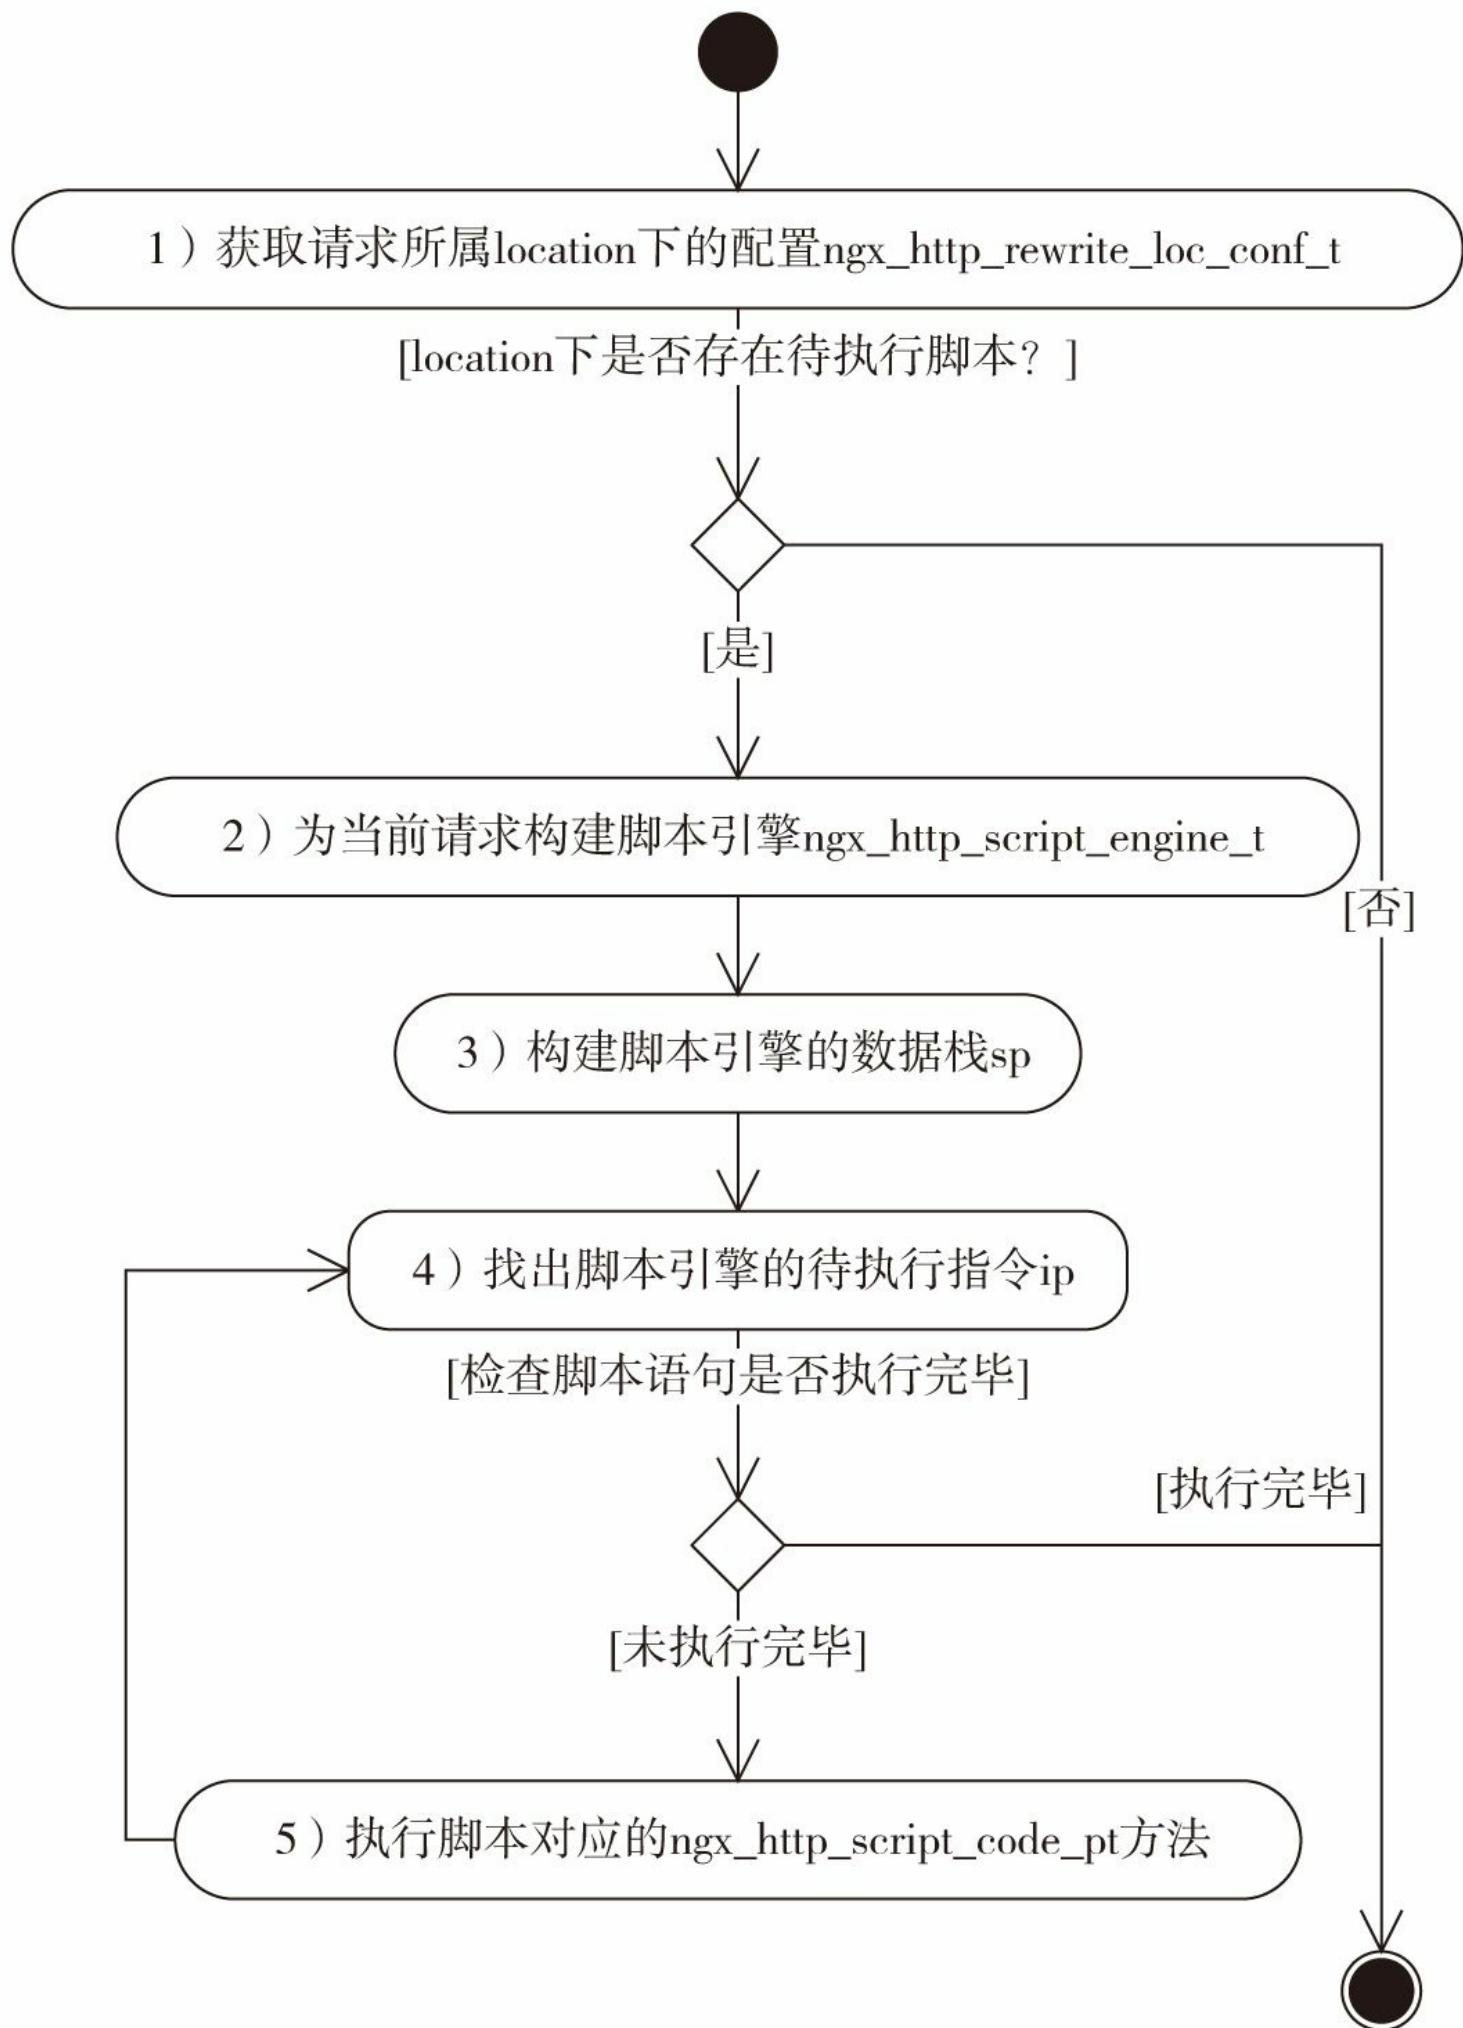 1）获取请求所属location下的配置ngx_http_rewrite_loc_conf_t
[location下是否存在待执行脚本？]
[是]
2）为当前请求构建脚本引擎ngx_http_script_engine_t
[否]
3）构建脚本引擎的数据栈sp
4）找出脚本引擎的待执行指令ip
[检查脚本语句是否执行完毕]
[执行完毕]
[未执行完毕]
5）执行脚本对应的ngx_http_script_code_pt方法